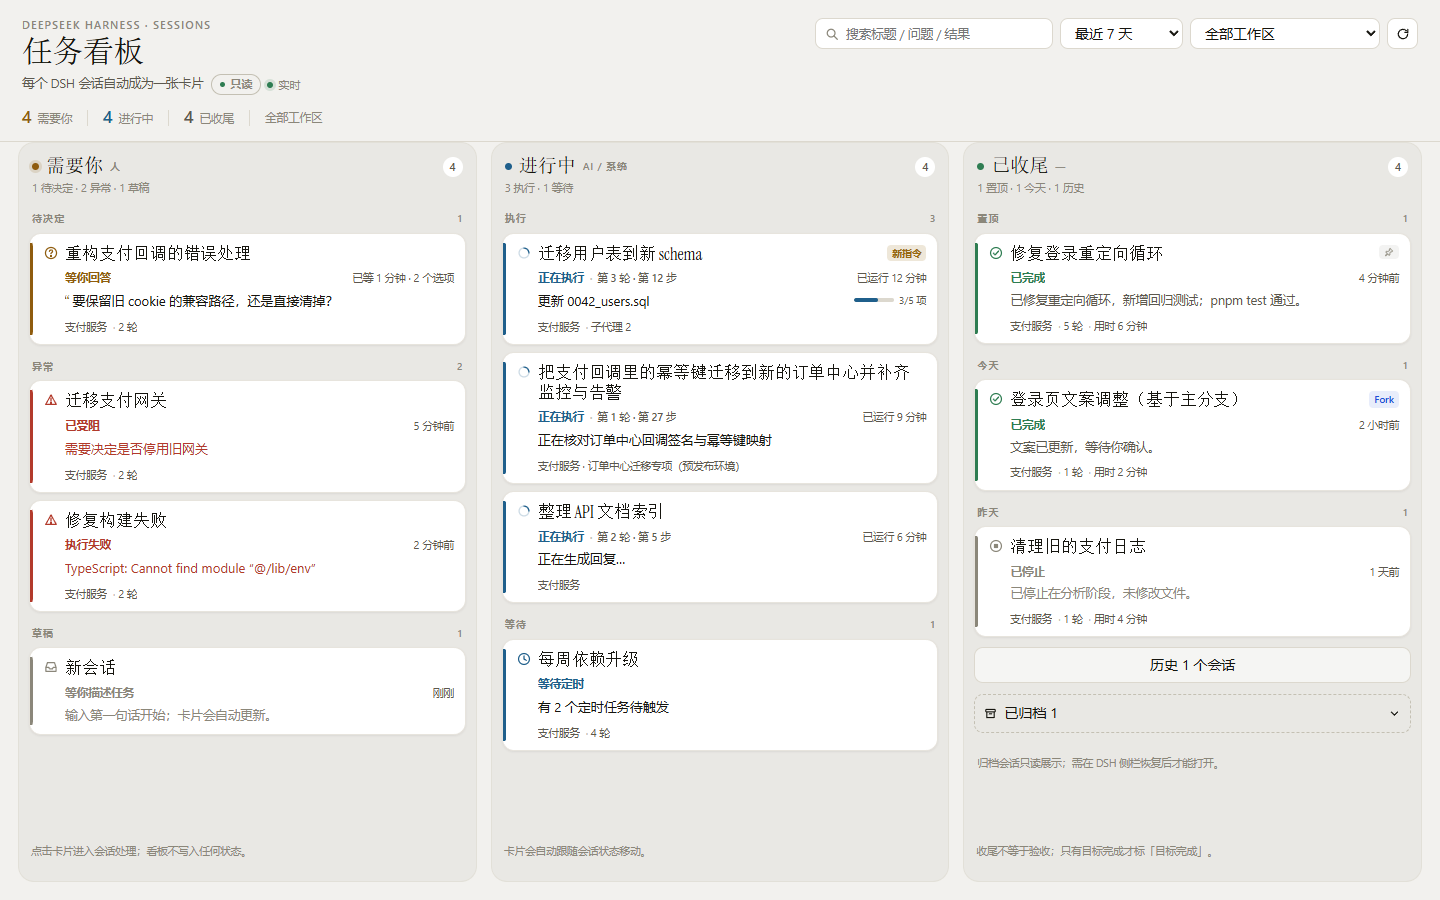 DEEPSEEK HARNESS · SESSIONS
任务看板
每个 DSH 会话自动成为一张卡片 只读 实时
搜索标题 / 问题 / 结果 最近 7 天 全部工作区
4 需要你 4 进行中 4 已收尾 全部工作区
需要你 人 4
1 待决定 · 2 异常 · 1 草稿
待决定 1
重构支付回调的错误处理
等你回答 已等 1 分钟 · 2 个选项
“ 要保留旧 cookie 的兼容路径，还是直接清掉？
支付服务 · 2 轮
异常 2
迁移支付网关
已受阻 5 分钟前
需要决定是否停用旧网关
支付服务 · 2 轮
修复构建失败
执行失败 2 分钟前
TypeScript: Cannot find module “@/lib/env”
支付服务 · 2 轮
草稿 1
新会话
等你描述任务 刚刚
输入第一句话开始；卡片会自动更新。
点击卡片进入会话处理；看板不写入任何状态。
进行中 AI / 系统 4
3 执行 · 1 等待
执行 3
迁移用户表到新 schema 新指令
正在执行 · 第 3 轮 · 第 12 步 已运行 12 分钟
更新 0042_users.sql 3/5 项
支付服务 · 子代理 2
把支付回调里的幂等键迁移到新的订单中心并补齐
监控与告警
正在执行 · 第 1 轮 · 第 27 步 已运行 9 分钟
正在核对订单中心回调签名与幂等键映射
支付服务 · 订单中心迁移专项（预发布环境）
整理 API 文档索引
正在执行 · 第 2 轮 · 第 5 步 已运行 6 分钟
正在生成回复...
支付服务
等待 1
每周依赖升级
等待定时
有 2 个定时任务待触发
支付服务 · 4 轮
卡片会自动跟随会话状态移动。
已收尾 — 4
1 置顶 · 1 今天 · 1 历史
置顶 1
修复登录重定向循环
已完成 4 分钟前
已修复重定向循环，新增回归测试；pnpm test 通过。
支付服务 · 5 轮 · 用时 6 分钟
今天 1
登录页文案调整（基于主分支） Fork
已完成 2 小时前
文案已更新，等待你确认。
支付服务 · 1 轮 · 用时 2 分钟
昨天 1
清理旧的支付日志
已停止 1 天前
已停止在分析阶段，未修改文件。
支付服务 · 1 轮 · 用时 4 分钟
历史 1 个会话
已归档 1
归档会话只读展示；需在 DSH 侧栏恢复后才能打开。
收尾不等于验收；只有目标完成才标「目标完成」。